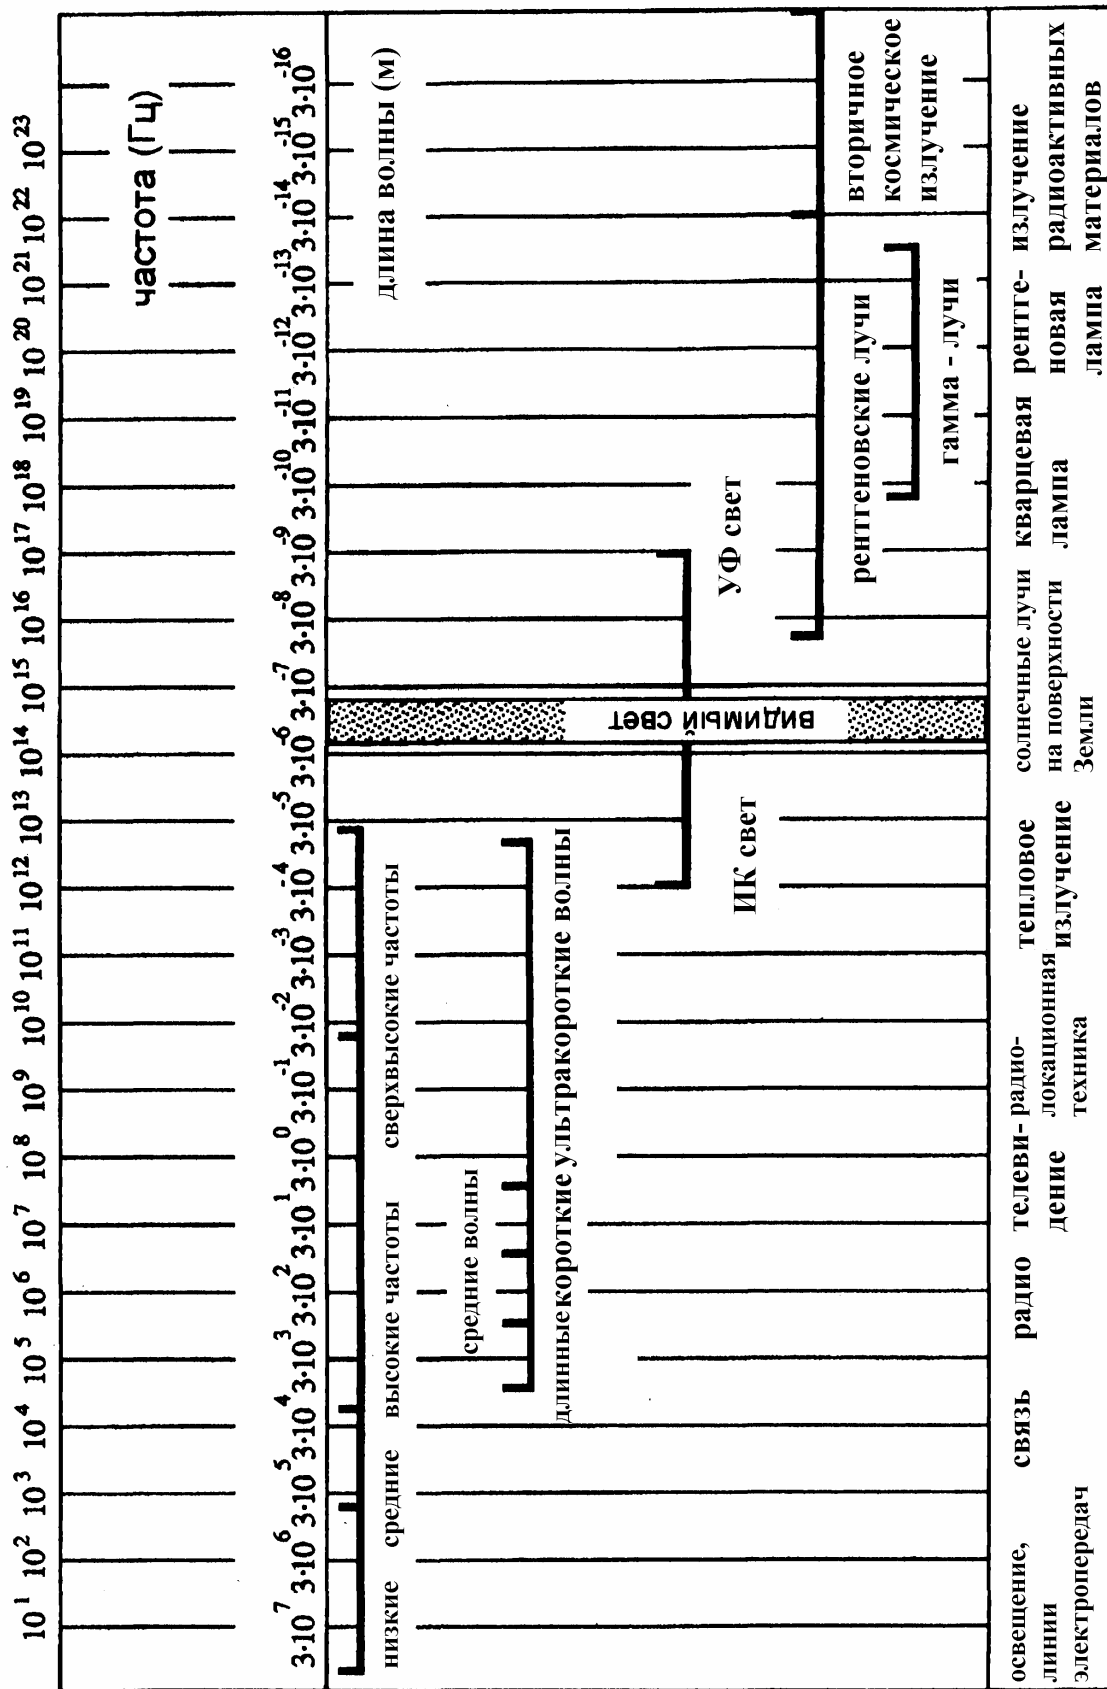 10¹ 10² 10³ 10⁴ 10⁵ 10⁶ 10⁷ 10⁸ 10⁹ 10¹⁰ 10¹¹ 10¹² 10¹³ 10¹⁴ 10¹⁵ 10¹⁶ 10¹⁷ 10¹⁸ 10¹⁹ 10²⁰ 10²¹ 10²² 10²³
частота (Гц)
3·10⁷ 3·10⁶ 3·10⁵ 3·10⁴ 3·10³ 3·10² 3·10¹ 3·10⁰ 3·10⁻¹ 3·10⁻² 3·10⁻³ 3·10⁻⁴ 3·10⁻⁵ 3·10⁻⁶ 3·10⁻⁷ 3·10⁻⁸ 3·10⁻⁹ 3·10⁻¹⁰ 3·10⁻¹¹ 3·10⁻¹² 3·10⁻¹³ 3·10⁻¹⁴ 3·10⁻¹⁵ 3·10⁻¹⁶
длина волны (м)
низкие средние высокие частоты сверхвысокие частоты
средние волны
длинные короткие ультракороткие волны
видимый свет
ИК свет
УФ свет
рентгеновские лучи
гамма - лучи
вторичное
космическое
излучение
освещение,
линии
электропередач
связь
радио
телеви-
дение
радио-
локационная
техника
тепловое
излучение
солнечные лучи
на поверхности
Земли
кварцевая
лампа
рентге-
новая
лампа
излучение
радиоактивных
материалов